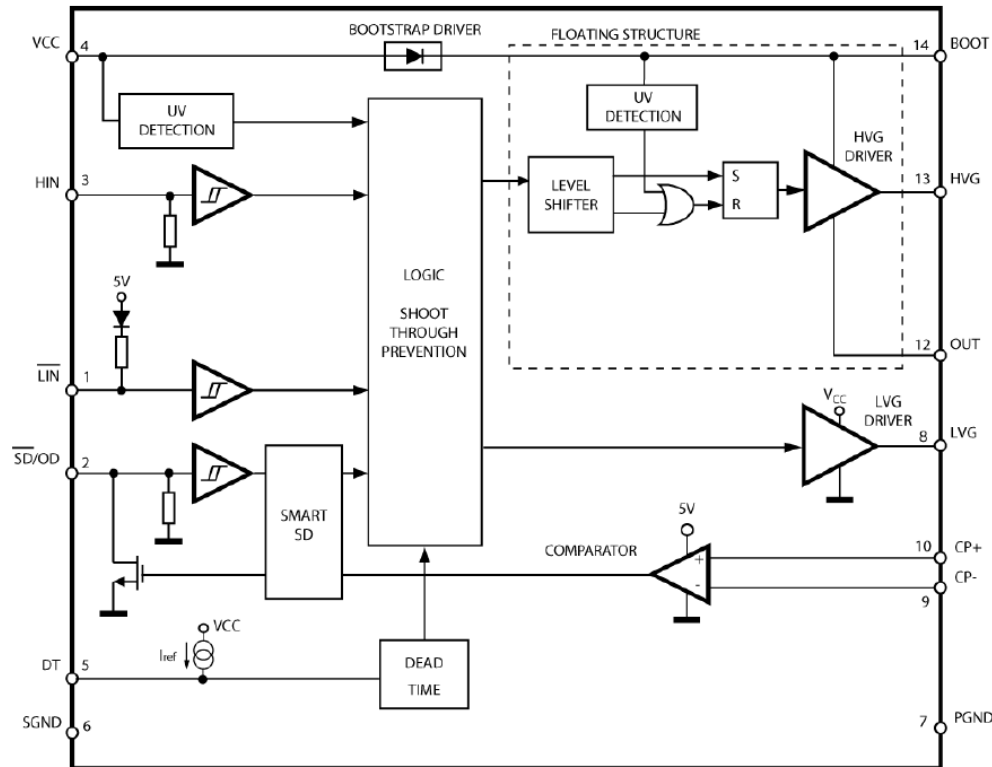 BOOTSTRAP DRIVER
FLOATING STRUCTURE
VCC
4
14
BOOT
UV
DETECTION
UV
DETECTION
HVG
DRIVER
HIN
3
LEVEL
SHIFTER
S
R
13
HVG
LOGIC
SHOOT
THROUGH
PREVENTION
5V
12
OUT
LIN
1
VCC
LVG
DRIVER
8
LVG
SD/OD
2
SMART
SD
5V
COMPARATOR
+
-
10
CP+
CP-
9
VCC
Iref
DT
5
DEAD
TIME
SGND
6
7
PGND